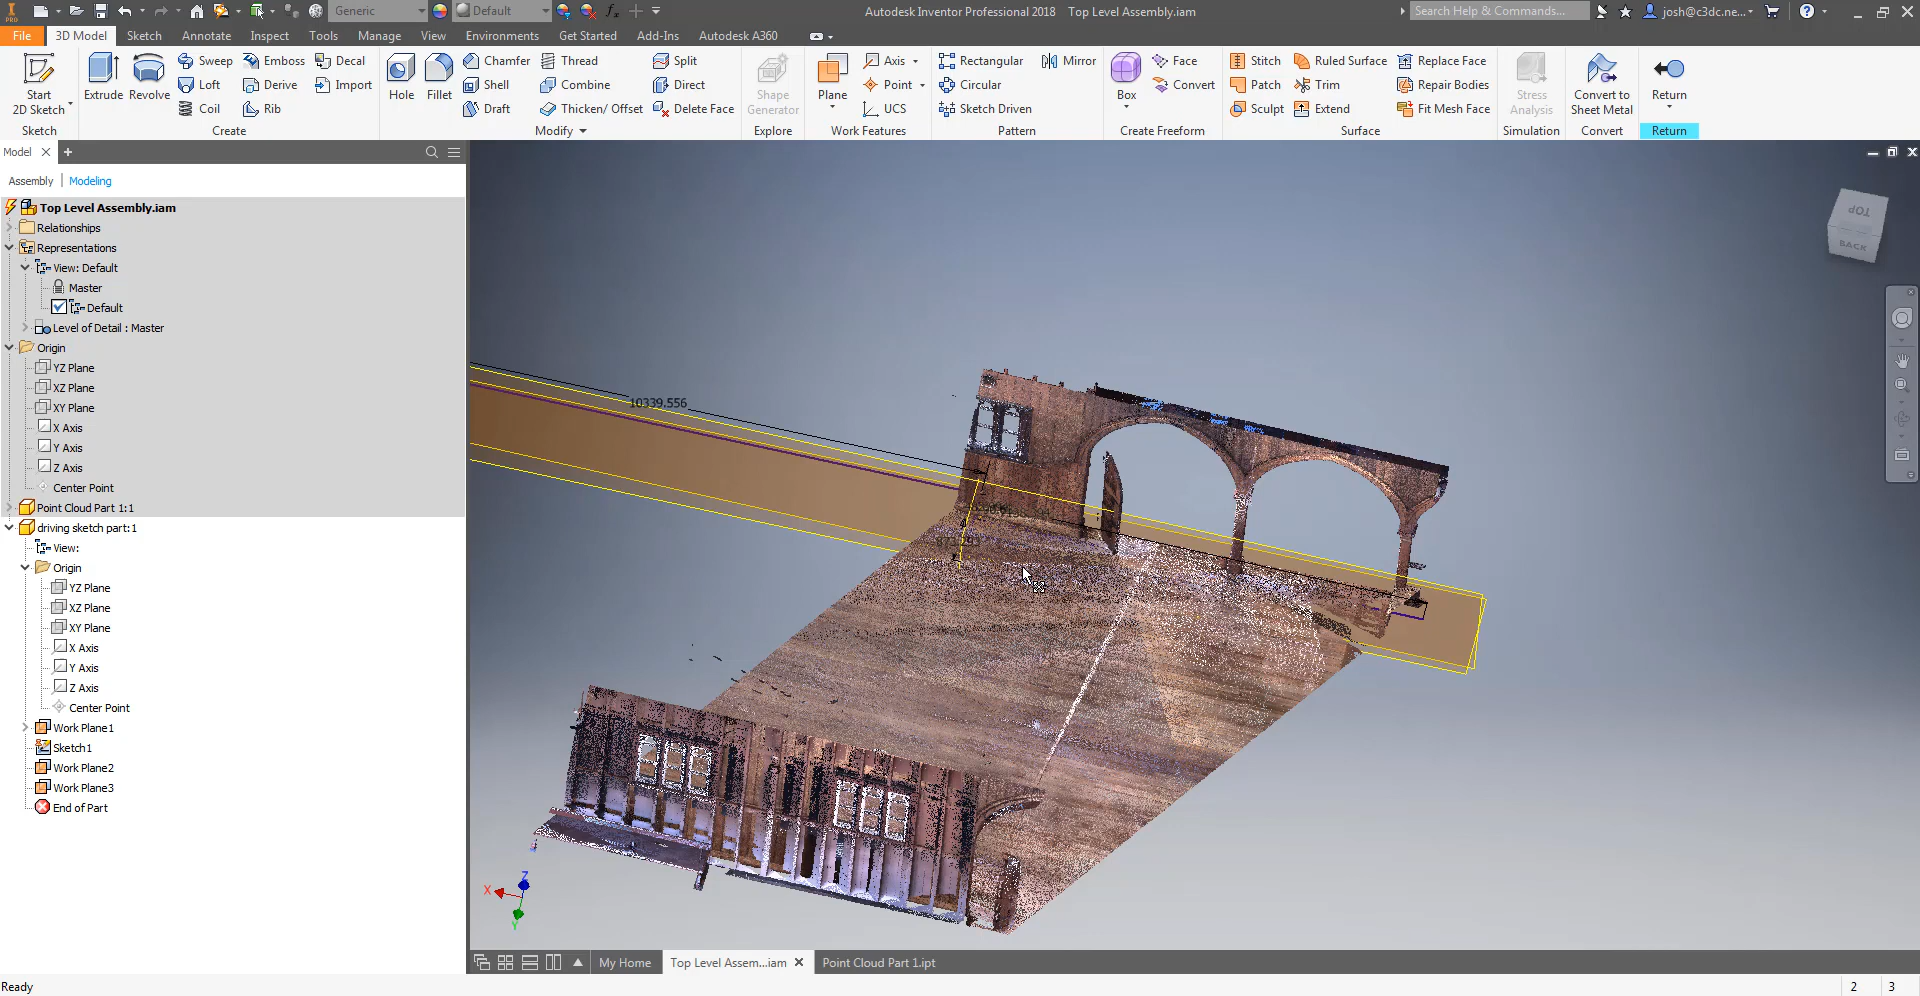 PRO
Generic
Default
Autodesk Inventor Professional 2018 Top Level Assembly.iam
Search Help & Commands...
josh@c3dc.ne...
File 3D Model Sketch Annotate Inspect Tools Manage View Environments Get Started Add-Ins Autodesk A360
Start
2D Sketch
Sketch
Extrude
Revolve
Sweep
Loft
Coil
Emboss
Derive
Rib
Decal
Import
Create
Hole
Fillet
Chamfer
Shell
Draft
Thread
Combine
Thicken/ Offset
Split
Direct
Delete Face
Modify
Shape
Generator
Explore
Plane
Axis
Point
UCS
Work Features
Rectangular
Circular
Sketch Driven
Mirror
Pattern
Box
Face
Convert
Create Freeform
Stitch
Patch
Sculpt
Ruled Surface
Trim
Extend
Replace Face
Repair Bodies
Fit Mesh Face
Surface
Stress
Analysis
Simulation
Convert to
Sheet Metal
Convert
Return
Return
Model
Assembly
Modeling
Top Level Assembly.iam
Relationships
Representations
View: Default
Master
Default
Level of Detail : Master
Origin
YZ Plane
XZ Plane
XY Plane
X Axis
Y Axis
Z Axis
Center Point
Point Cloud Part 1:1
driving sketch part:1
View:
Origin
YZ Plane
XZ Plane
XY Plane
X Axis
Y Axis
Z Axis
Center Point
Work Plane1
Sketch1
Work Plane2
Work Plane3
End of Part
10339.556
TOP
BACK
Z
X
Y
My Home
Top Level Assem...iam
Point Cloud Part 1.ipt
Ready
2
3